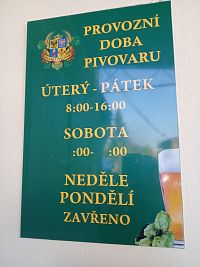 PROVOZNÍ
DOBA
PIVOVARU
ÚTERÝ - PÁTEK
8:00-16:00
SOBOTA
:00- :00
NEDĚLE
PONDĚLÍ
ZAVŘENO